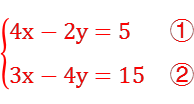 4x − 2y = 5 ①
3x − 4y = 15 ②